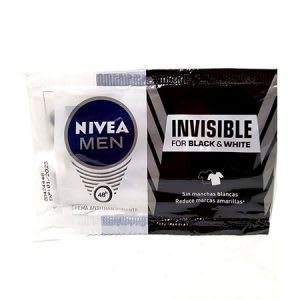 NIVEA
MEN
48h
INVISIBLE
FOR BLACK & WHITE
Sin manchas blancas
Reduce marcas amarillas*